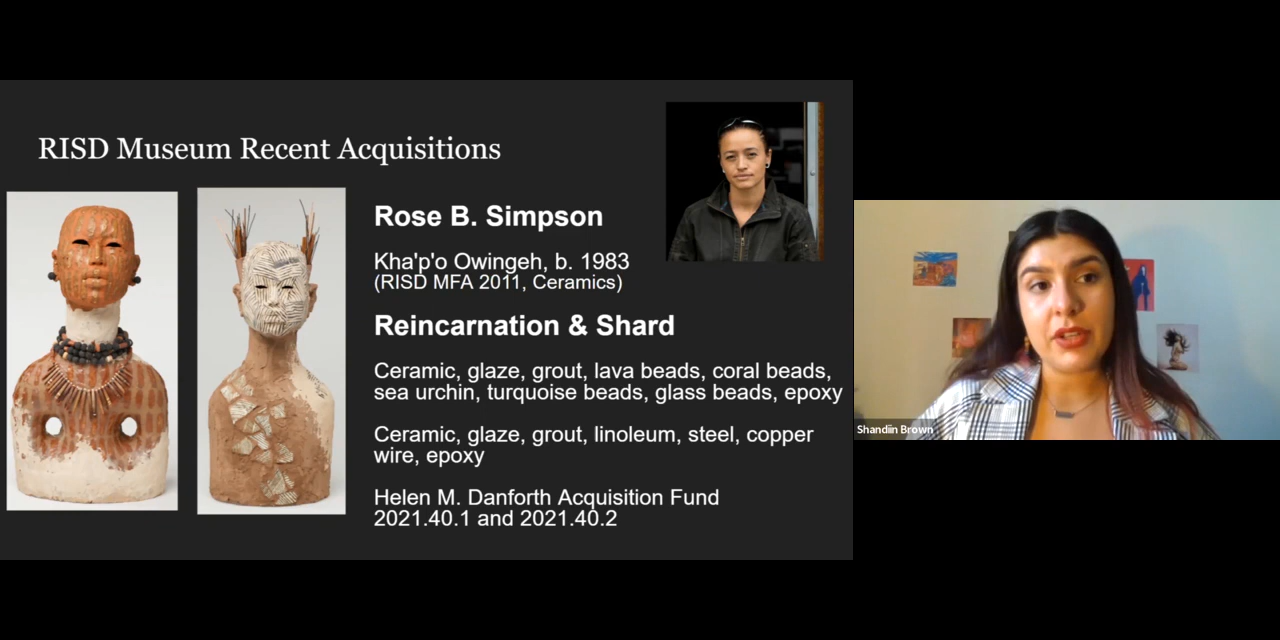 RISD Museum Recent Acquisitions
Rose B. Simpson
Kha'p'o Owingeh, b. 1983
(RISD MFA 2011, Ceramics)
Reincarnation & Shard
Ceramic, glaze, grout, lava beads, coral beads,
sea urchin, turquoise beads, glass beads, epoxy
Ceramic, glaze, grout, linoleum, steel, copper
wire, epoxy
Helen M. Danforth Acquisition Fund
2021.40.1 and 2021.40.2
Shandiin Brown